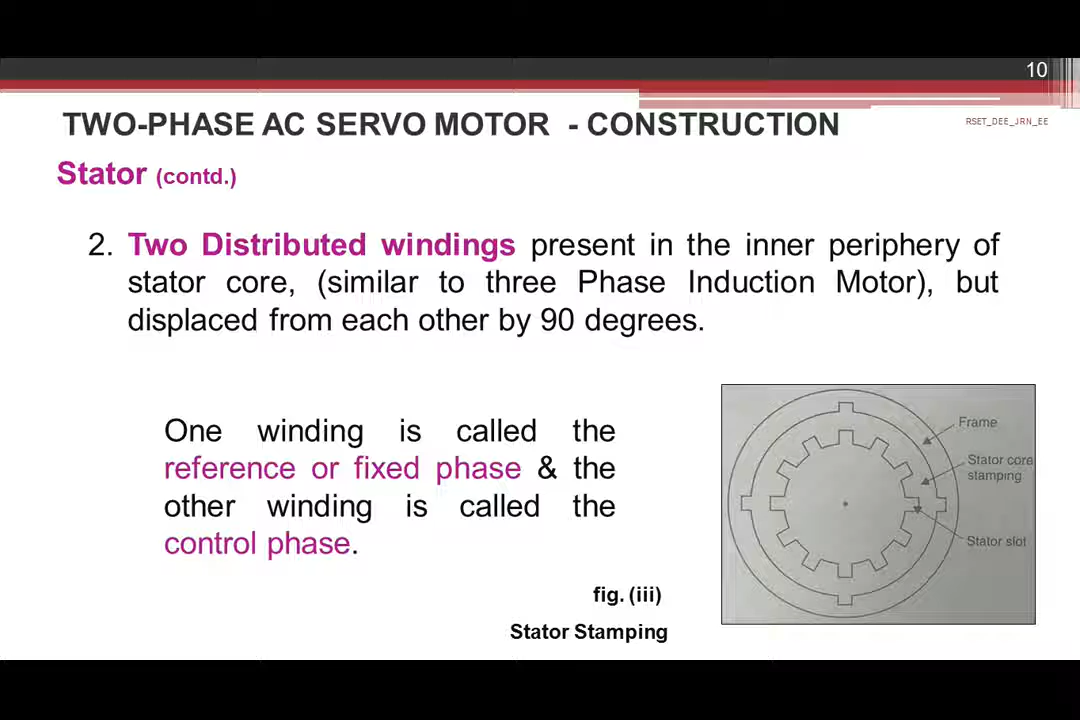 10
TWO-PHASE AC SERVO MOTOR - CONSTRUCTION
RSET_DEE_JRN_EE
Stator (contd.)
2. Two Distributed windings present in the inner periphery of
stator core, (similar to three Phase Induction Motor), but
displaced from each other by 90 degrees.
One winding is called the
reference or fixed phase & the
other winding is called the
control phase.
Frame
Stator core
stamping
Stator slot
fig. (iii)
Stator Stamping